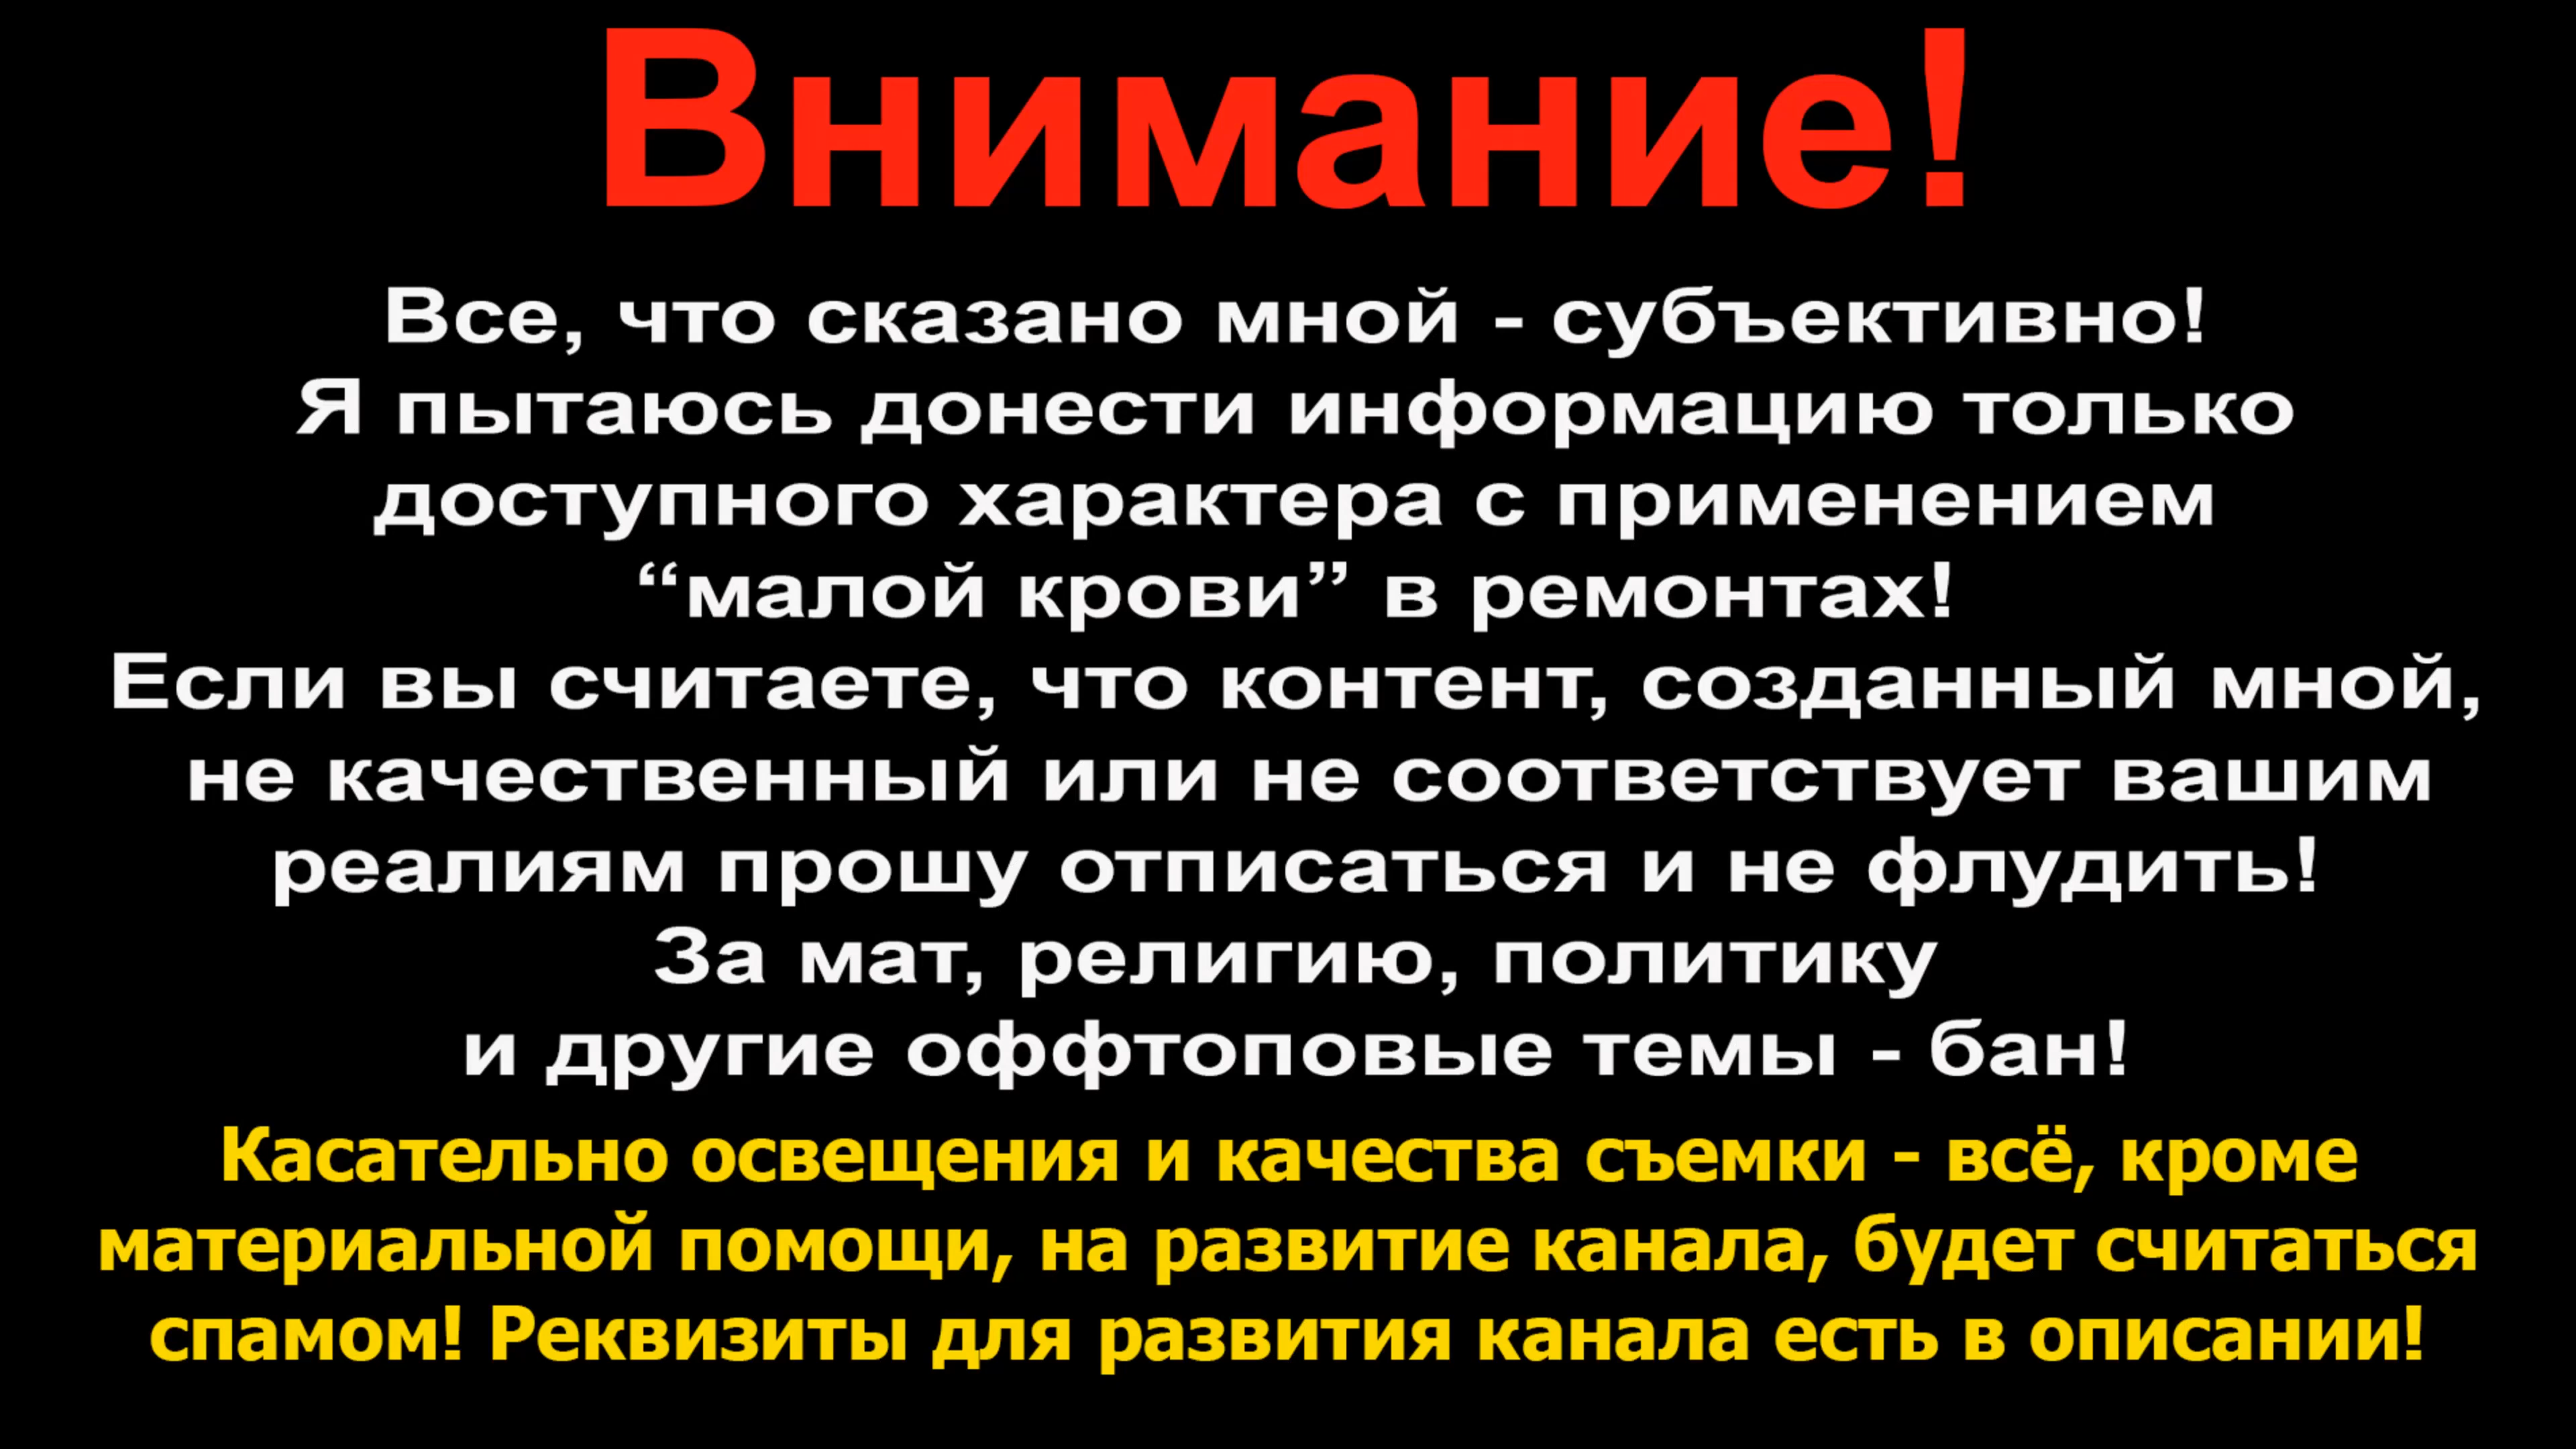 Внимание!
Все, что сказано мной - субъективно!
Я пытаюсь донести информацию только
доступного характера с применением
“малой крови” в ремонтах!
Если вы считаете, что контент, созданный мной,
не качественный или не соответствует вашим
реалиям прошу отписаться и не флудить!
За мат, религию, политику
и другие оффтоповые темы - бан!
Касательно освещения и качества съемки - всё, кроме
материальной помощи, на развитие канала, будет считаться
спамом! Реквизиты для развития канала есть в описании!